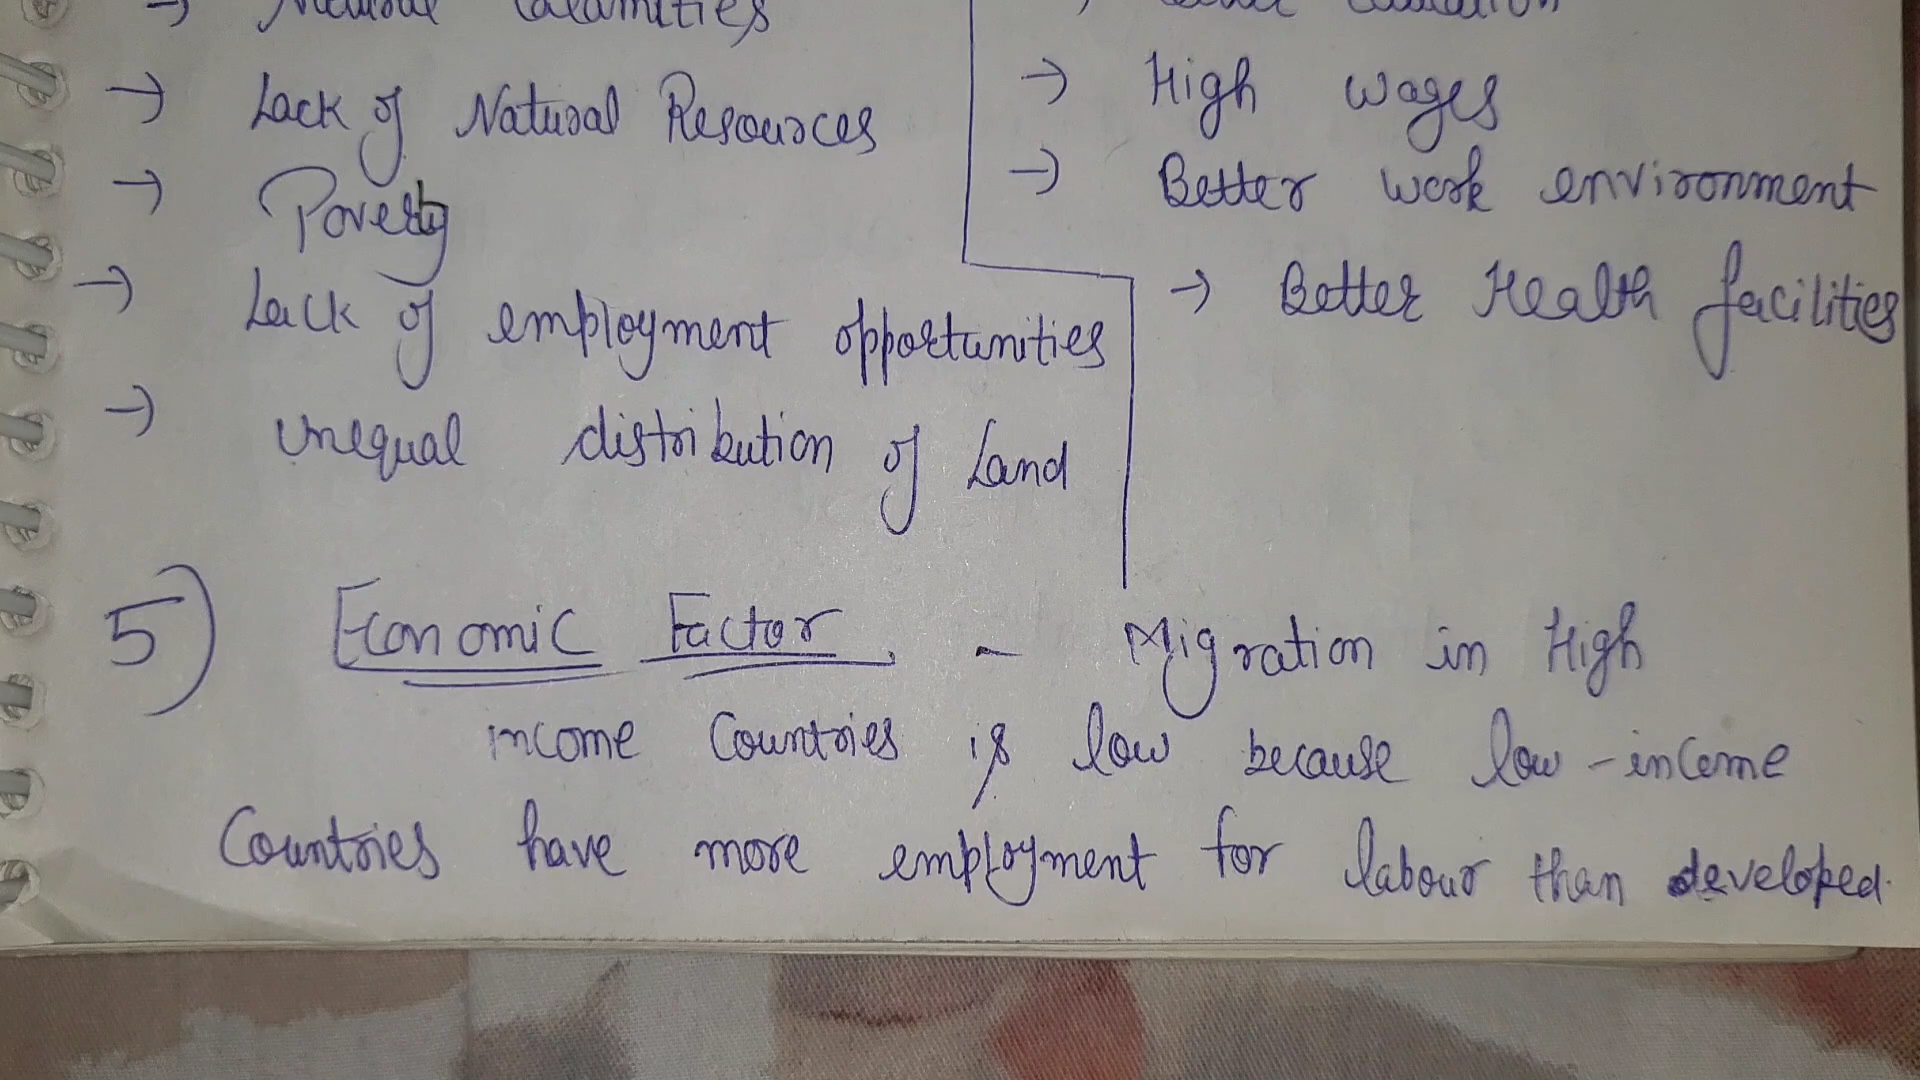 → Natural Calamities
→ Lack of Natural Resources
→ Poverty
→ Lack of employment opportunities
→ unequal distribution of Land
→ High wages
→ Better work environment
→ Better Health facilities
5) Economic Factor. - Migration in High
income Countries is low because low-income
Countries have more employment for labour than developed.